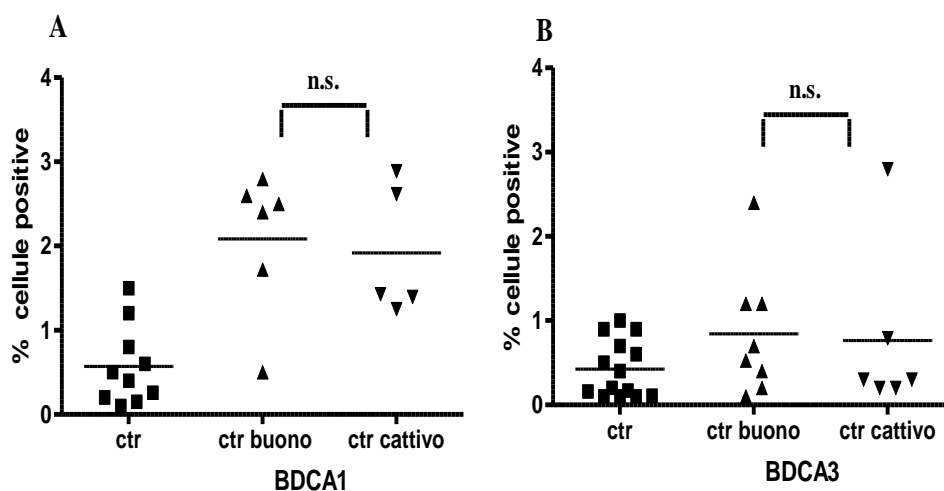 A
n.s.
4
3
2
1
0
% cellule positive
ctr
ctr buono
ctr cattivo
BDCA1
B
n.s.
4
3
2
1
0
% cellule positive
ctr
ctr buono
ctr cattivo
BDCA3